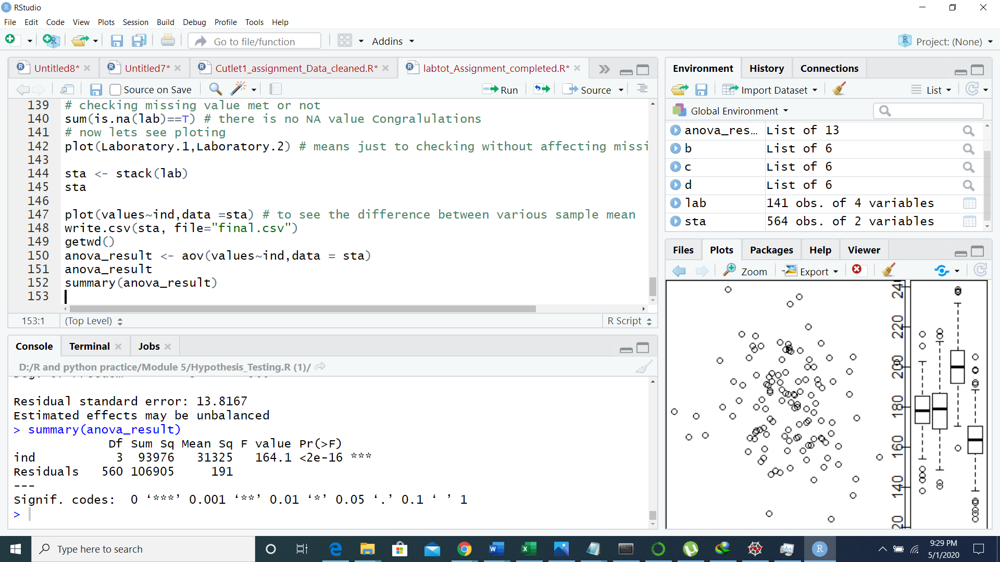 RStudio
File Edit Code View Plots Session Build Debug Profile Tools Help
Go to file/function Addins Project: (None)
Untitled8* Untitled7* Cutlet1_assignment_Data_cleaned.R* labtot_Assignment_completed.R*
Source on Save Run Source
139 # checking missing value met or not
140 sum(is.na(lab)==T) # there is no NA value Congralulations
141 # now lets see ploting
142 plot(Laboratory.1,Laboratory.2) # means just to checking without affecting missi
143
144 sta <- stack(lab)
145 sta
146
147 plot(values~ind,data =sta) # to see the difference between various sample mean
148 write.csv(sta, file="final.csv")
149 getwd()
150 anova_result <- aov(values~ind,data = sta)
151 anova_result
152 summary(anova_result)
153
153:1 (Top Level) R Script
Console Terminal Jobs
D:/R and python practice/Module 5/Hypothesis_Testing.R (1)/
Residual standard error: 13.8167
Estimated effects may be unbalanced
> summary(anova_result)
Df Sum Sq Mean Sq F value Pr(>F)
ind 3 93976 31325 164.1 <2e-16 ***
Residuals 560 106905 191
---
Signif. codes: 0 ‘***’ 0.001 ‘**’ 0.01 ‘*’ 0.05 ‘.’ 0.1 ‘ ’ 1
>
Environment History Connections
Import Dataset List
Global Environment
anova_res… List of 13
b List of 6
c List of 6
d List of 6
lab 141 obs. of 4 variables
sta 564 obs. of 2 variables
Files Plots Packages Help Viewer
Zoom Export
240
220
200
180
160
140
Type here to search
9:29 PM
5/1/2020